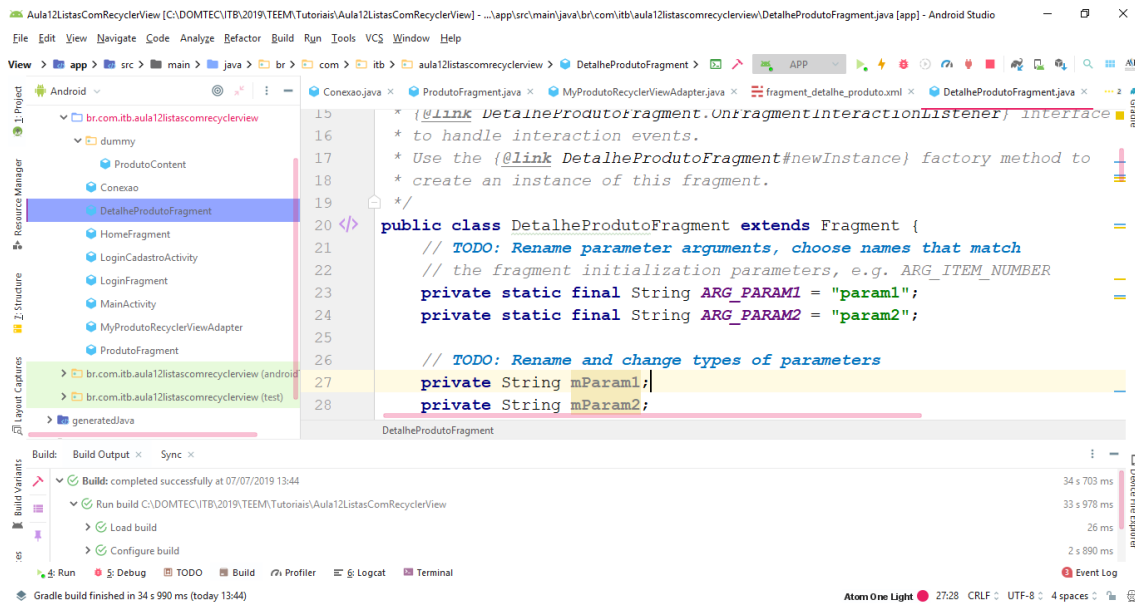 Aula12ListasComRecyclerView [C:\DOMTEC\ITB\2019\TEEM\Tutoriais\Aula12ListasComRecyclerView] - ...\app\src\main\java\br\com\itb\aula12listascomrecyclerview\DetalheProdutoFragment.java [app] - Android Studio
File Edit View Navigate Code Analyze Refactor Build Run Tools VCS Window Help
View app src main java br com itb aula12listascomrecyclerview DetalheProdutoFragment APP
Android
Conexao.java ProdutoFragment.java MyProdutoRecyclerViewAdapter.java fragment_detalhe_produto.xml DetalheProdutoFragment.java 2
1: Project
Resource Manager
7: Structure
Layout Captures
Build Variants
br.com.itb.aula12listascomrecyclerview
dummy
ProdutoContent
Conexao
DetalheProdutoFragment
HomeFragment
LoginCadastroActivity
LoginFragment
MainActivity
MyProdutoRecyclerViewAdapter
ProdutoFragment
br.com.itb.aula12listascomrecyclerview (android
br.com.itb.aula12listascomrecyclerview (test)
generatedJava
15 * {@link DetalheProdutoFragment.OnFragmentInteractionListener} interface
16 * to handle interaction events.
17 * Use the {@link DetalheProdutoFragment#newInstance} factory method to
18 * create an instance of this fragment.
19 */
20 public class DetalheProdutoFragment extends Fragment {
21 // TODO: Rename parameter arguments, choose names that match
22 // the fragment initialization parameters, e.g. ARG_ITEM_NUMBER
23 private static final String ARG_PARAM1 = "param1";
24 private static final String ARG_PARAM2 = "param2";
25
26 // TODO: Rename and change types of parameters
27 private String mParam1;
28 private String mParam2;
DetalheProdutoFragment
Build: Build Output Sync
Build: completed successfully at 07/07/2019 13:44 34 s 703 ms
Run build C:\DOMTEC\ITB\2019\TEEM\Tutoriais\Aula12ListasComRecyclerView 33 s 978 ms
Load build 26 ms
Configure build 2 s 890 ms
Device File Explorer
4: Run 5: Debug TODO Build Profiler 6: Logcat Terminal 3 Event Log
Gradle build finished in 34 s 990 ms (today 13:44) Atom One Light 27:28 CRLF UTF-8 4 spaces